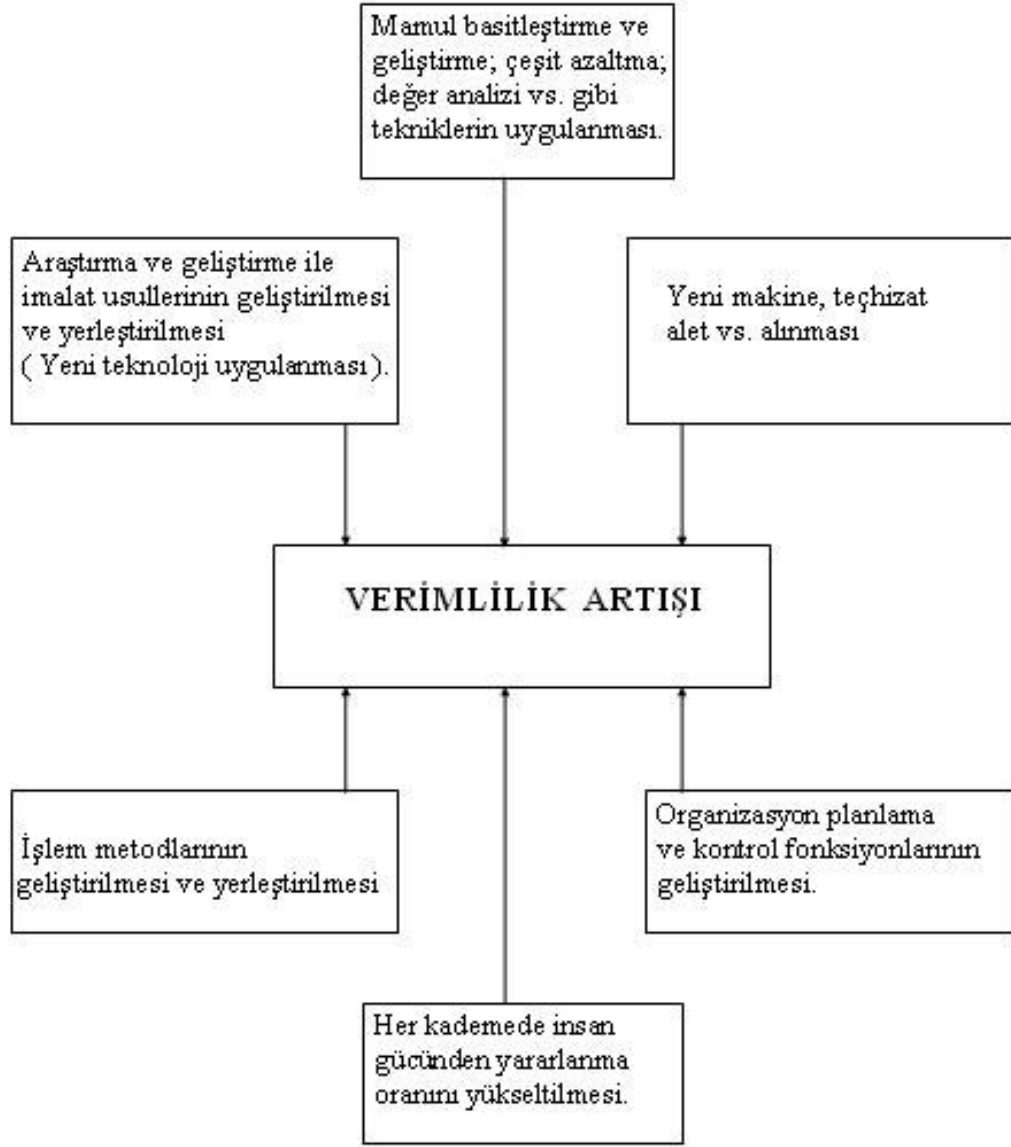 Mamul basitleştirme ve
geliştirme; çeşit azaltma;
değer analizi vs. gibi
tekniklerin uygulanması.
Araştırma ve geliştirme ile
imalat usullerinin geliştirilmesi
ve yerleştirilmesi
( Yeni teknoloji uygulanması ).
Yeni makine, teçhizat
alet vs. alınması
VERİMLİLİK ARTIŞI
İşlem metodlarının
geliştirilmesi ve yerleştirilmesi
Organizasyon planlama
ve kontrol fonksiyonlarının
geliştirilmesi.
Her kademede insan
gücünden yararlanma
oranını yükseltilmesi.